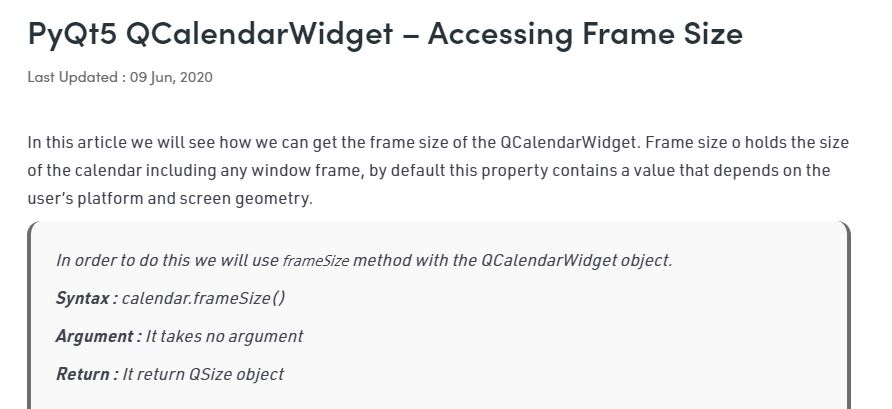 PyQt5 QCalendarWidget – Accessing Frame Size
Last Updated : 09 Jun, 2020
In this article we will see how we can get the frame size of the QCalendarWidget. Frame size o holds the size
of the calendar including any window frame, by default this property contains a value that depends on the
user's platform and screen geometry.
In order to do this we will use frameSize method with the QCalendarWidget object.
Syntax : calendar.frameSize()
Argument : It takes no argument
Return : It return QSize object